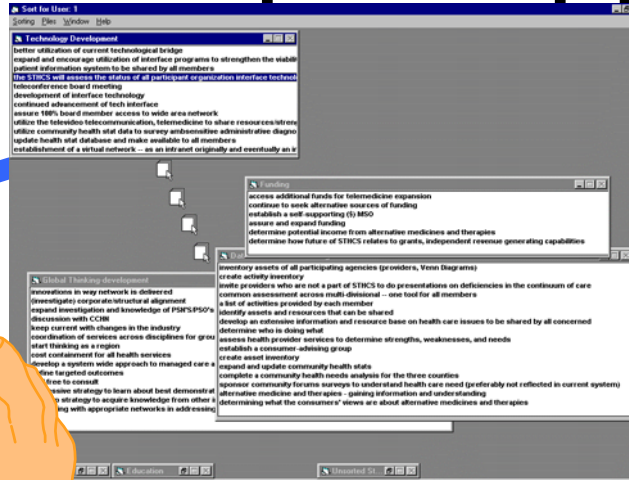 Sort for User: 1
Sorting Piles Window Help
Technology Development
better utilization of current technological bridge
expand and encourage utilization of interface programs to strengthen the viabilit
patient information system to be shared by all members
the STHCS will assess the status of all participant organization interface technol
teleconference board meeting
development of interface technology
continued advancement of tech interface
assure 100% board member access to wide area network
utilize the televideo telecommunication, telemedicine to share resources/stren
utilize community health stat data to survey ambsensitive administrative diagno
update health stat database and make available to all members
establishment of a virtual network -- as an intranet originally and eventually an ir
Funding
access additional funds for telemedicine expansion
continue to seek alternative sources of funding
establish a self-supporting ($) MSO
assure and expand funding
determine potential income from alternative medicines and therapies
determine how future of STHCS relates to grants, independent revenue generating capabilities
inventory assets of all participating agencies (providers, Venn Diagrams)
create activity inventory
invite providers who are not a part of STHCS to do presentations on deficiencies in the continuum of care
common assessment across multi-divisional -- one tool for all members
a list of activities provided by each member
identify assets and resources that can be shared
develop an extensive information and resource base on health care issues to be shared by all concerned
determine who is doing what
assess health provider services to determine strengths, weaknesses, and needs
establish a consumer-advising group
create asset inventory
expand and update community health stats
complete a community health needs analysis for the three counties
sponsor community forums surveys to understand health care need (preferably not reflected in current system)
alternative medicine and therapies - gaining information and understanding
determining what the consumers' views are about alternative medicines and therapies
Global Thinking development
innovations in way network is delivered
(investigate) corporate/structural alignment
expand investigation and knowledge of PSN'S/PSO's
discussion with CCHN
keep current with changes in the industry
coordination of services across disciplines for grou
start thinking as a region
cost containment for all health services
develop a system wide approach to managed care a
fine targeted outcomes
free to consult
essive strategy to learn about best demonstrat
strategy to acquire knowledge from other i
ing with appropriate networks in addressing
Education
Unsorted St...